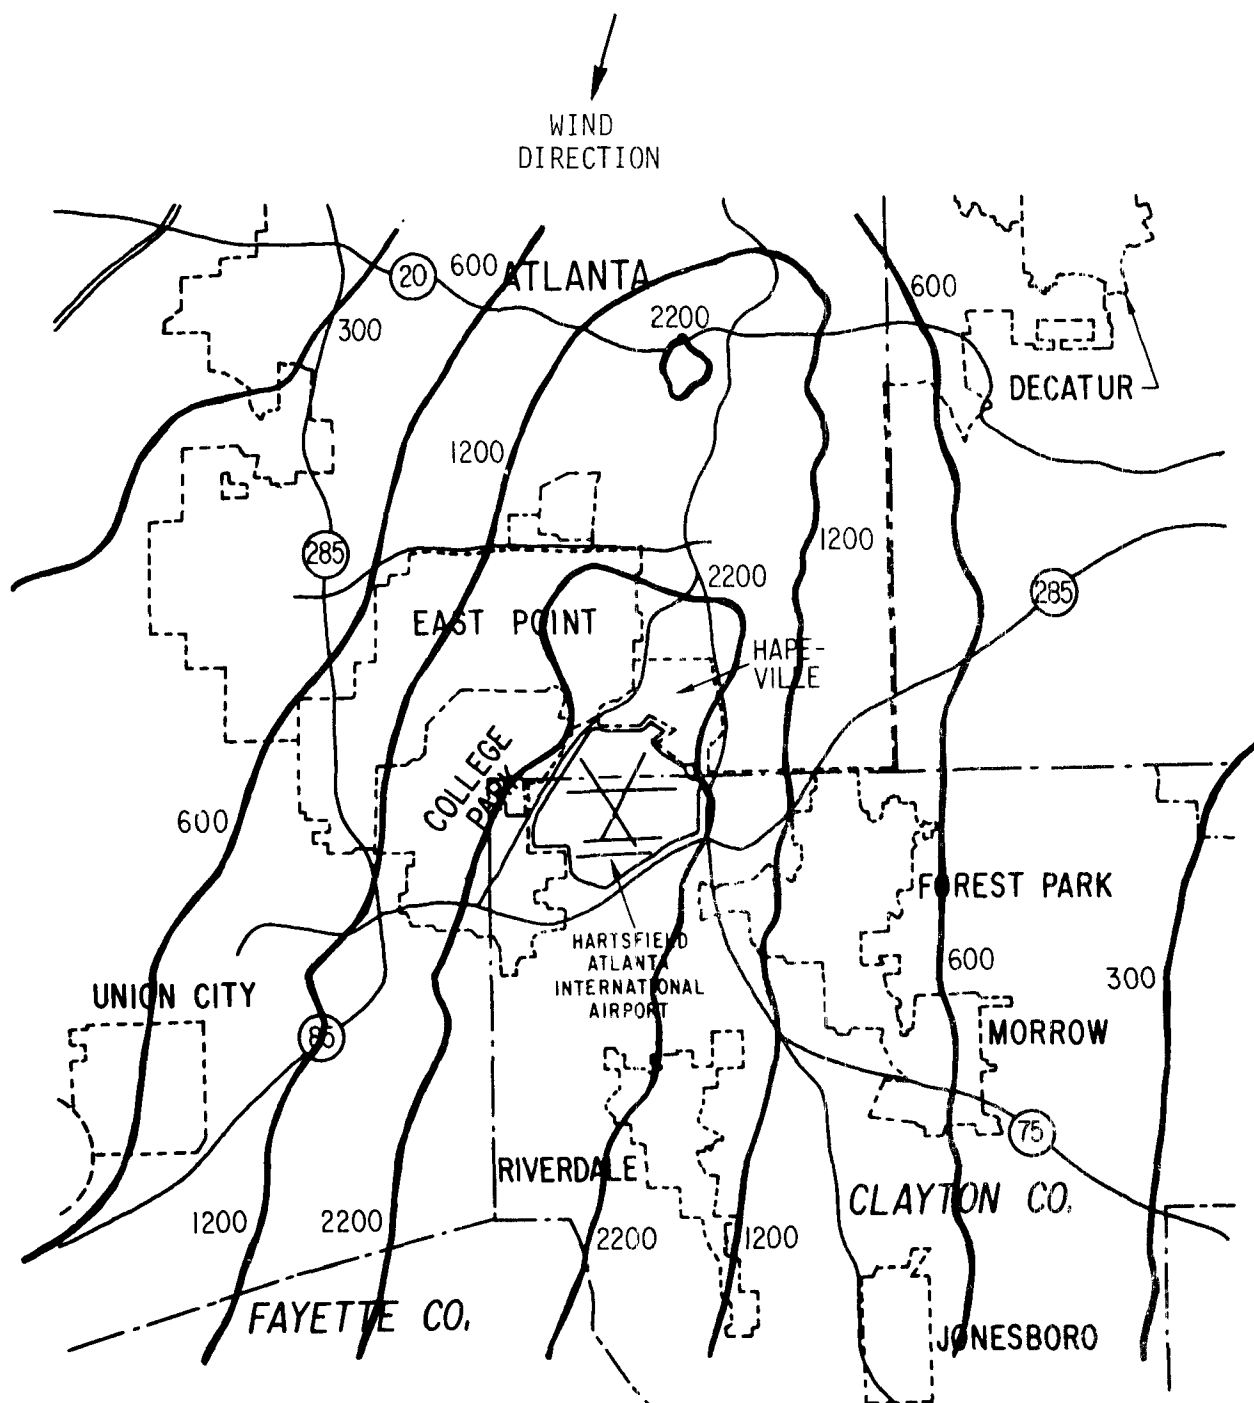 WIND
DIRECTION
20
600
ATLANTA
600
300
2200
DECATUR
1200
285
1200
2200
285
EAST POINT
HAPE-
VILLE
COLLEGE
PARK
600
FOREST PARK
HARTSFIELD
ATLANTA
INTERNATIONAL
AIRPORT
600
300
UNION CITY
85
MORROW
75
RIVERDALE
CLAYTON CO.
1200
2200
2200
1200
FAYETTE CO.
JONESBORO